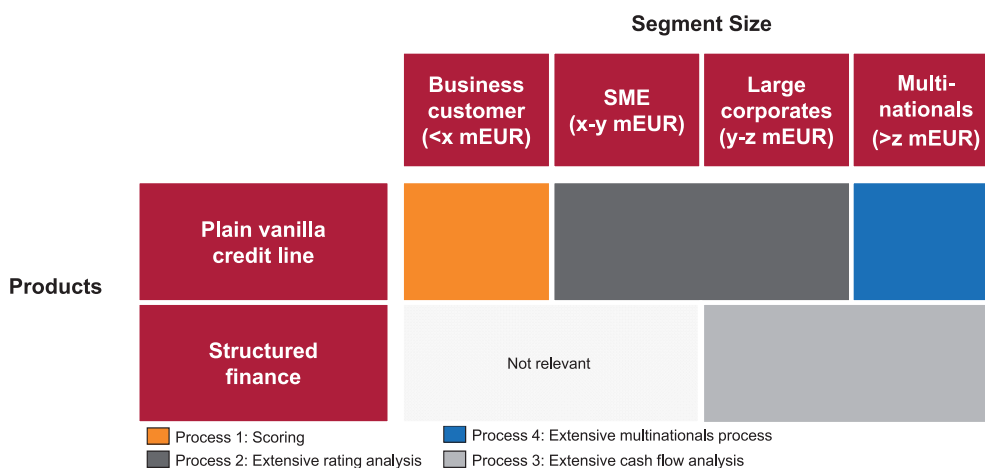 Segment Size
Business
customer
(<x mEUR)
SME
(x-y mEUR)
Large
corporates
(y-z mEUR)
Multi-
nationals
(>z mEUR)
Products
Plain vanilla
credit line
Structured
finance
Not relevant
Process 1: Scoring
Process 4: Extensive multinationals process
Process 2: Extensive rating analysis
Process 3: Extensive cash flow analysis